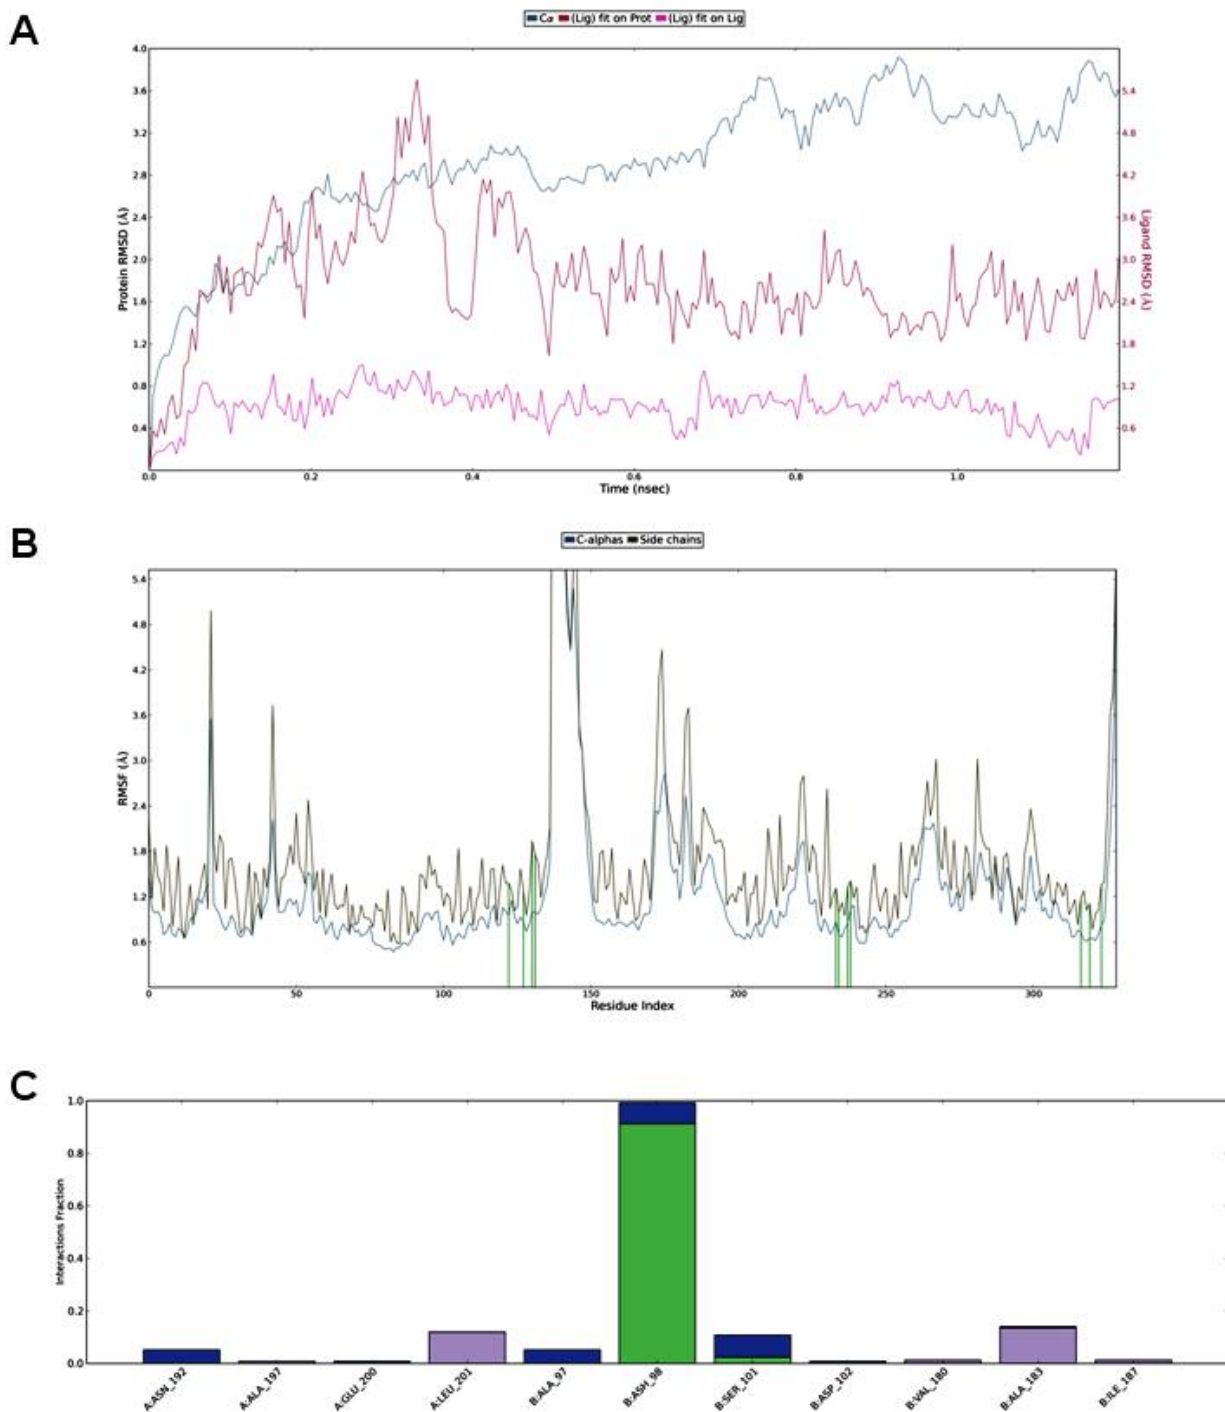 A
Cα (Lig) fit on Prot (Lig) fit on Lig
4.0
3.6
3.2
2.8
2.4
2.0
1.6
1.2
0.8
0.4
Protein RMSD (Å)
5.4
4.8
4.2
3.6
3.0
2.4
1.8
1.2
0.6
Ligand RMSD (Å)
0.0 0.2 0.4 0.6 0.8 1.0
Time (nsec)
B
C-alphas Side chains
5.4
4.8
4.2
3.6
3.0
2.4
1.8
1.2
0.6
RMSF (Å)
0 50 100 150 200 250 300
Residue Index
C
1.0
0.8
0.6
0.4
0.2
0.0
Interactions Fraction
A:ASN_192 A:ALA_197 A:GLU_200 A:LEU_201 B:ALA_97 B:ASH_98 B:SER_101 B:ASP_102 B:VAL_180 B:ALA_183 B:ILE_187